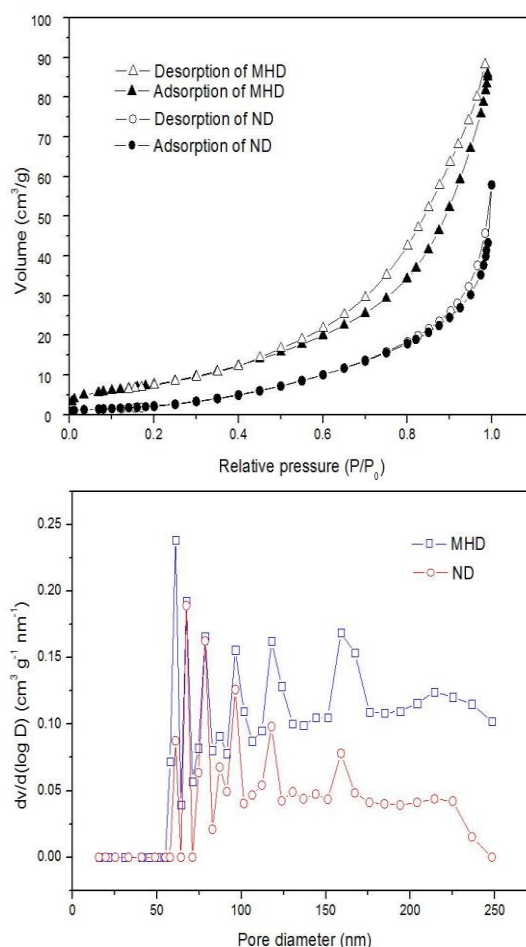 100
90
80
70
60
50
40
30
20
10
0
Volume (cm³/g)
Desorption of MHD
Adsorption of MHD
Desorption of ND
Adsorption of ND
0.0 0.2 0.4 0.6 0.8 1.0
Relative pressure (P/P₀)
0.25
0.20
0.15
0.10
0.05
0.00
dv/d(log D) (cm³ g⁻¹ nm⁻¹)
MHD
ND
0 50 100 150 200 250
Pore diameter (nm)